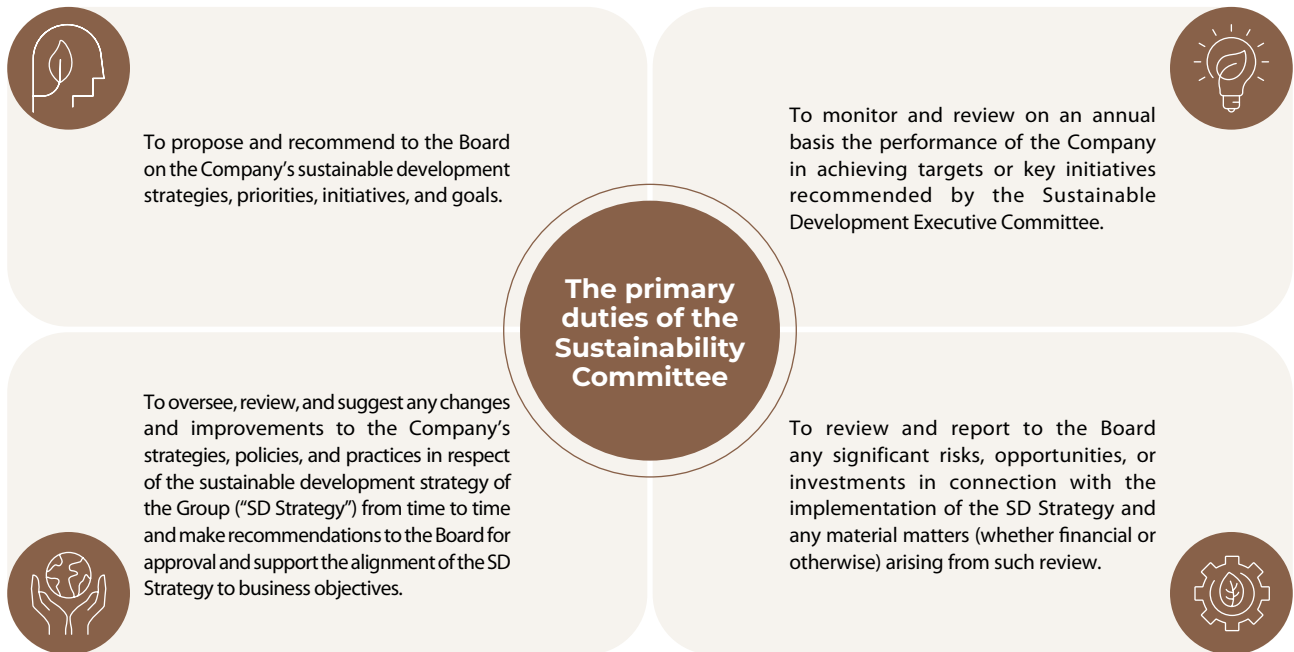 To propose and recommend to the Board
on the Company's sustainable development
strategies, priorities, initiatives, and goals.
To monitor and review on an annual
basis the performance of the Company
in achieving targets or key initiatives
recommended by the Sustainable
Development Executive Committee.
The primary
duties of the
Sustainability
Committee
To oversee, review, and suggest any changes
and improvements to the Company's
strategies, policies, and practices in respect
of the sustainable development strategy of
the Group (“SD Strategy”) from time to time
and make recommendations to the Board for
approval and support the alignment of the SD
Strategy to business objectives.
To review and report to the Board
any significant risks, opportunities, or
investments in connection with the
implementation of the SD Strategy and
any material matters (whether financial or
otherwise) arising from such review.